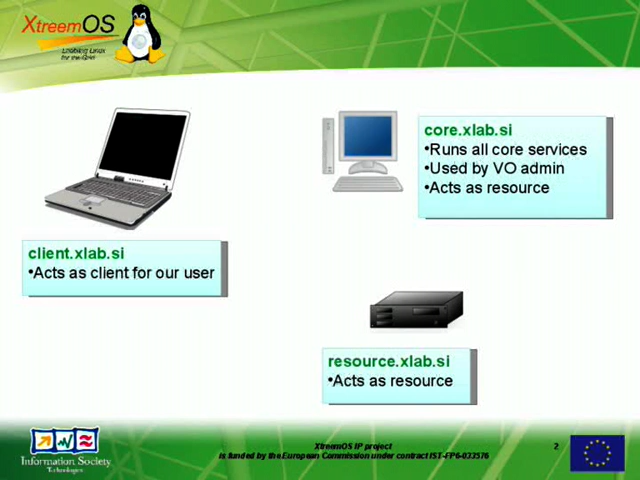 XtreemOS
Enabling Linux
for the Grid
core.xlab.si
•Runs all core services
•Used by VO admin
•Acts as resource
client.xlab.si
•Acts as client for our user
resource.xlab.si
•Acts as resource
Information Society
Technologies
XtreemOS IP project
is funded by the European Commission under contract IST-FP6-033576
2